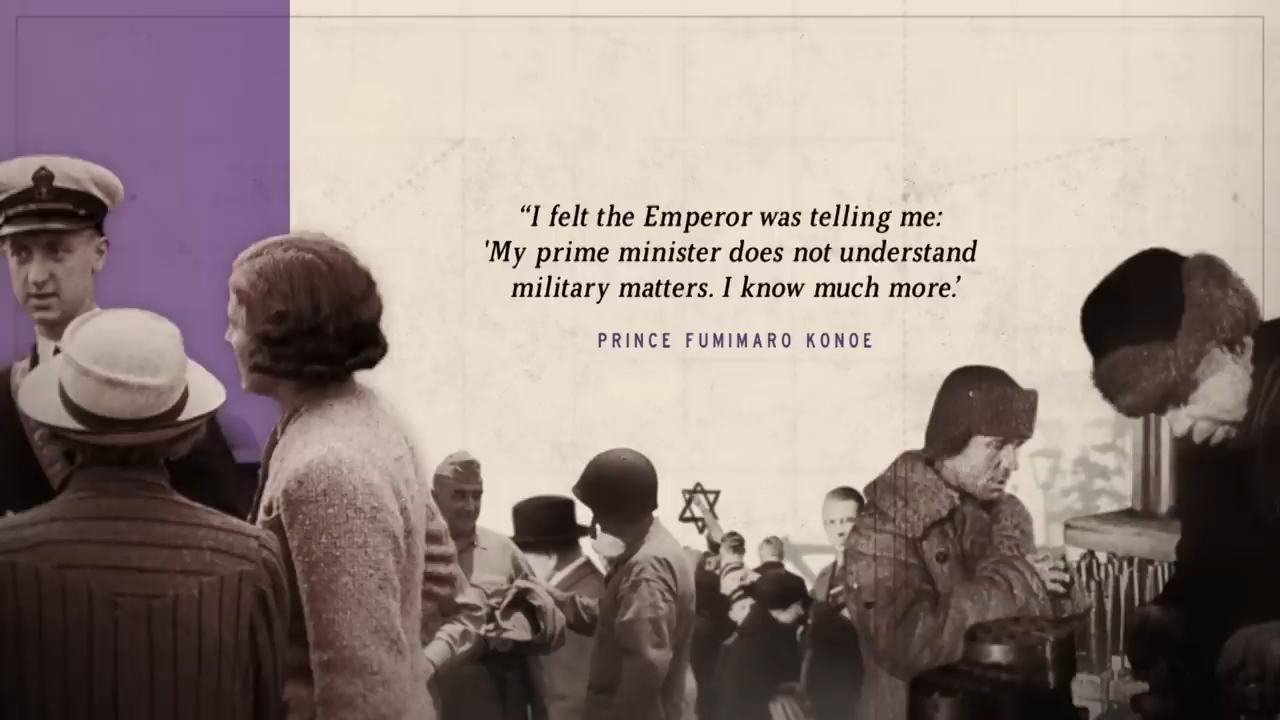 “I felt the Emperor was telling me:
'My prime minister does not understand
military matters. I know much more.’
PRINCE FUMIMARO KONOE